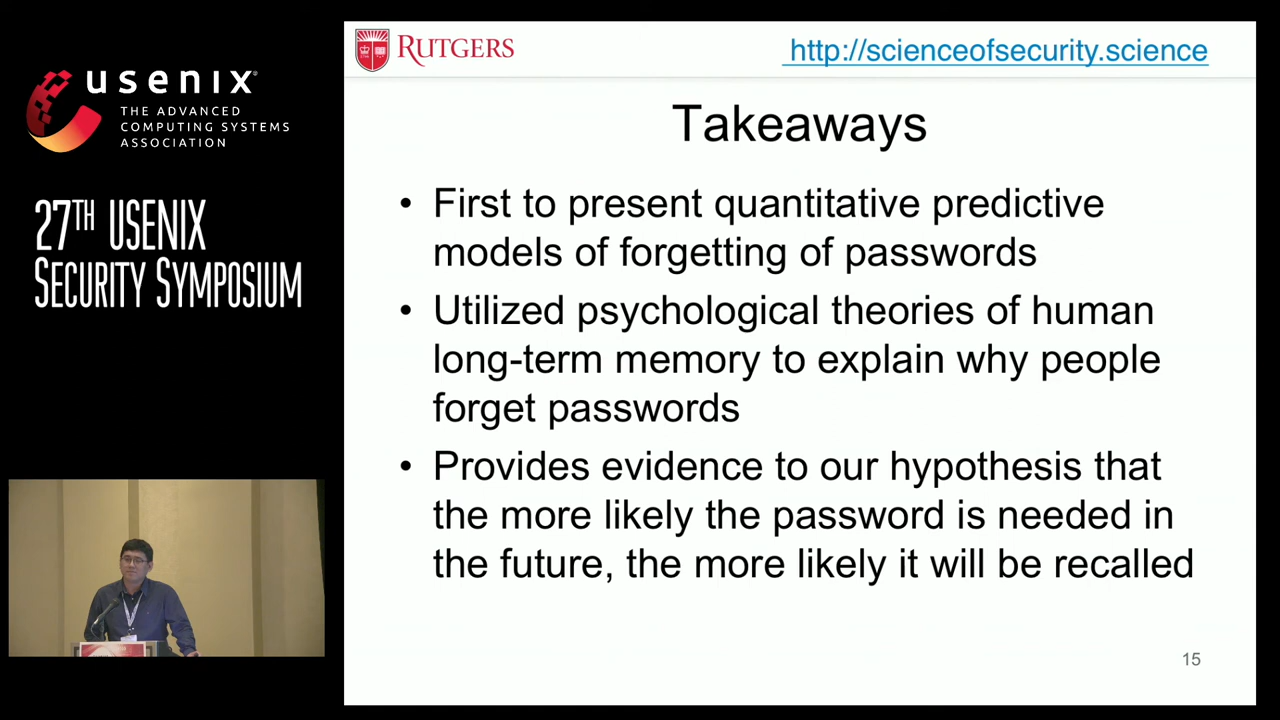 usenix
THE ADVANCED
COMPUTING SYSTEMS
ASSOCIATION
27TH USENIX
SECURITY SYMPOSIUM
RUTGERS
http://scienceofsecurity.science
Takeaways
• First to present quantitative predictive
models of forgetting of passwords
• Utilized psychological theories of human
long-term memory to explain why people
forget passwords
• Provides evidence to our hypothesis that
the more likely the password is needed in
the future, the more likely it will be recalled
15